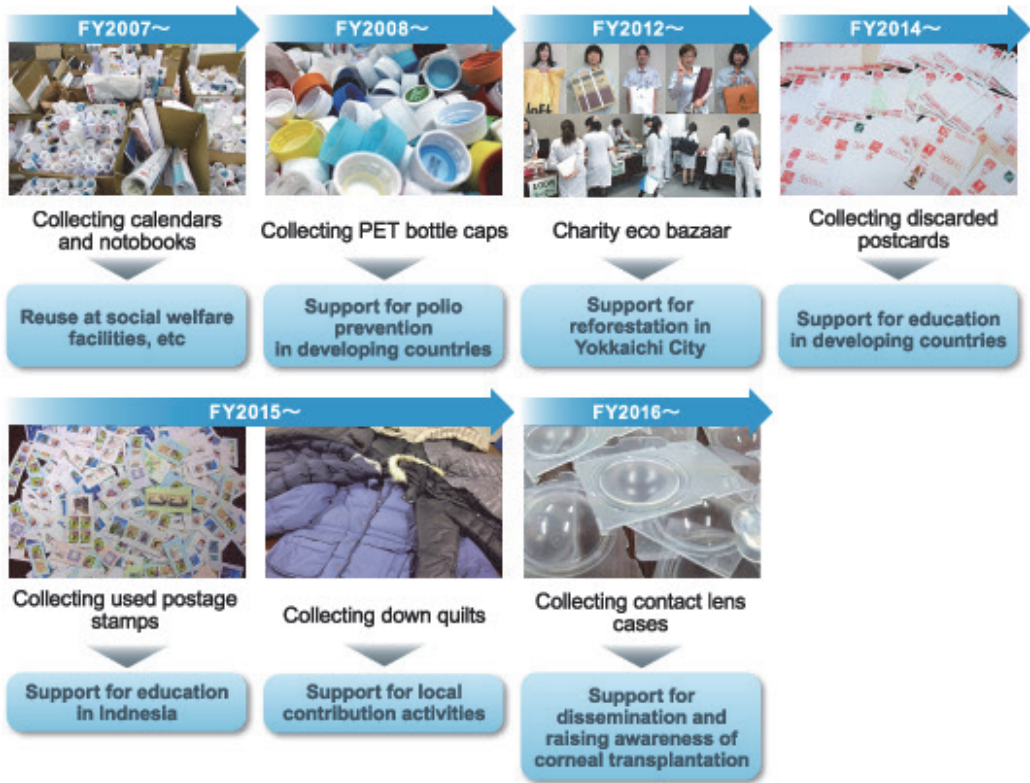 FY2007～
FY2008～
FY2012～
FY2014～
Collecting calendars
and notobooks
Collecting PET bottle caps
Charity eco bazaar
Collecting discarded
postcards
Reuse at social welfare
facilities, etc
Support for polio
prevention
in developing countries
Support for
reforestation in
Yokkaichi City
Support for education
in developing countries
FY2015～
FY2016～
Collecting used postage
stamps
Collecting down quilts
Collecting contact lens
cases
Support for education
in Indnesia
Support for local
contribution activities
Support for
dissemination and
raising awareness of
corneal transplantation